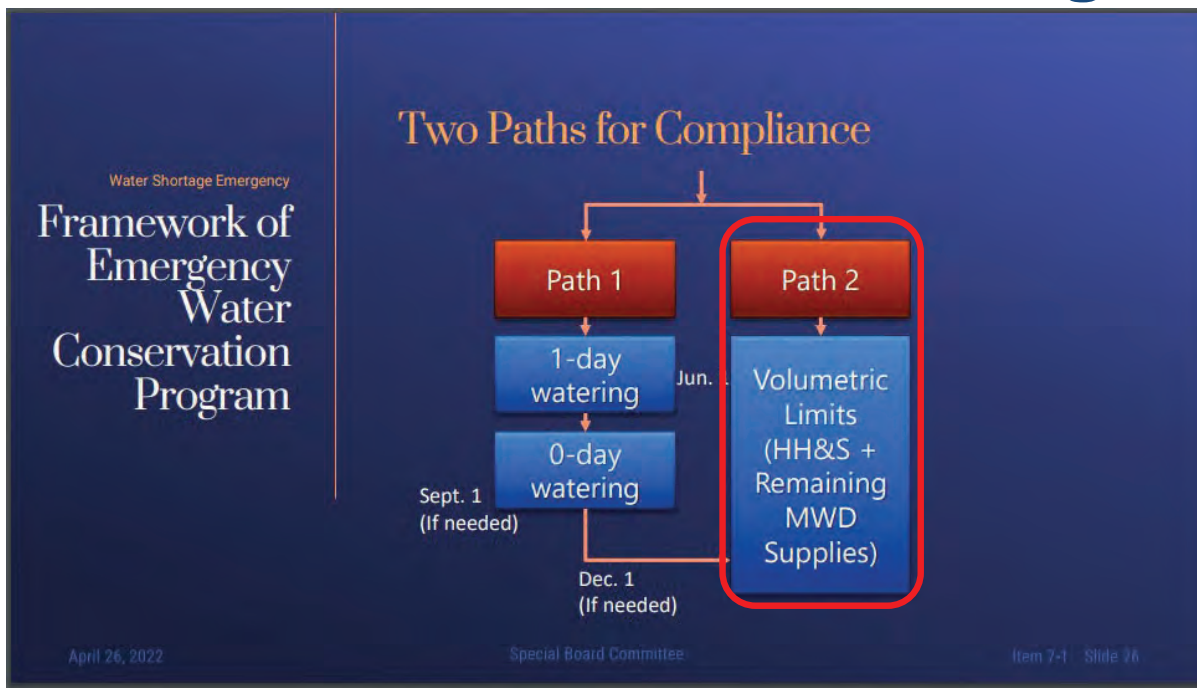 Two Paths for Compliance
Water Shortage Emergency
Framework of
Emergency
Water
Conservation
Program
Path 1
Path 2
1-day
watering
Jun.
0-day
watering
Sept. 1
(If needed)
Dec. 1
(If needed)
Volumetric
Limits
(HH&S +
Remaining
MWD
Supplies)
April 26, 2022
Special Board Committee
Item 7-1 Slide 26